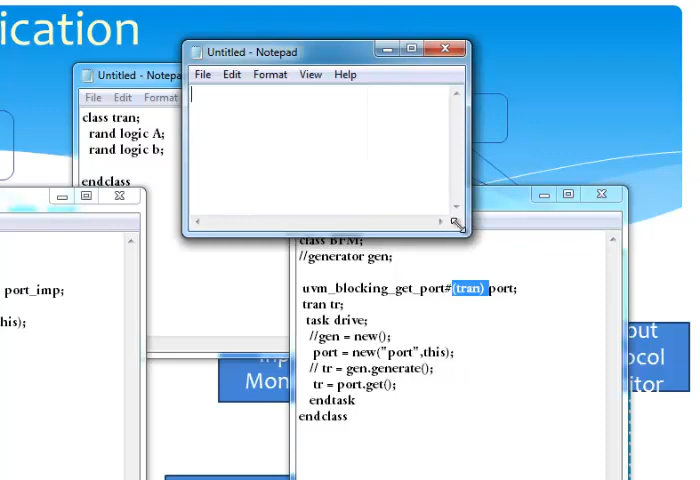 ication
Untitled - Notepad
File Edit Format View Help
Untitled - Notepa
File Edit Format
class tran;
rand logic A;
rand logic b;
endclass
port_imp;
his);
class BFM;
//generator gen;
uvm_blocking_get_port#(tran) port;
tran tr;
task drive;
//gen = new();
port = new("port",this);
// tr = gen.generate();
tr = port.get();
endtask
endclass
Mon
put
ocol
itor